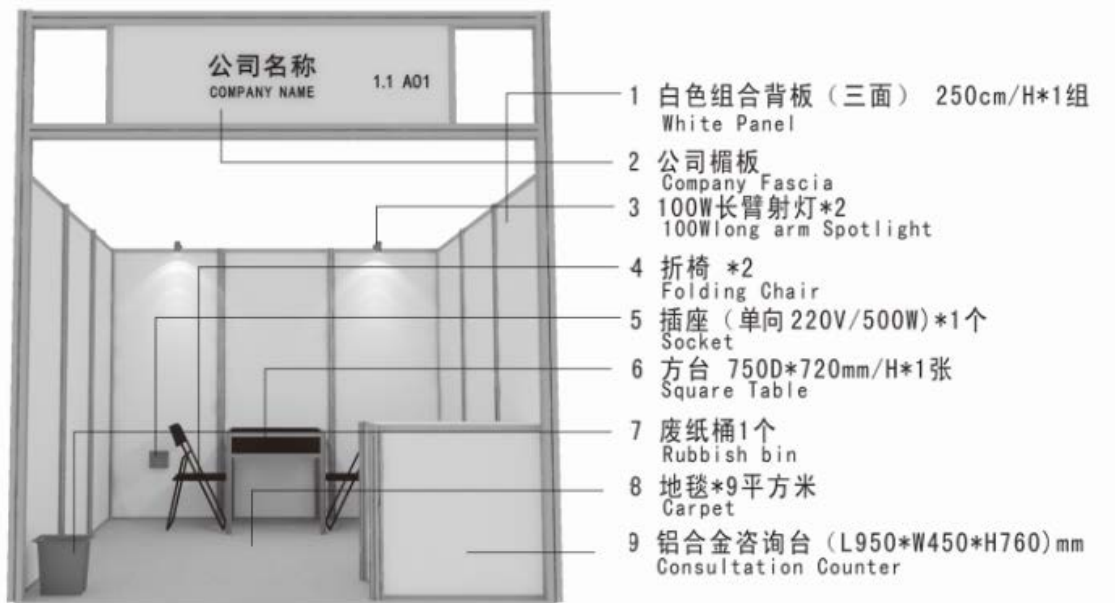 公司名称
COMPANY NAME
1.1 A01
1 白色组合背板（三面） 250cm/H*1组
White Panel
2 公司楣板
Company Fascia
3 100W长臂射灯*2
100Wlong arm Spotlight
4 折椅 *2
Folding Chair
5 插座（单向220V/500W)*1个
Socket
6 方台 750D*720mm/H*1张
Square Table
7 废纸桶1个
Rubbish bin
8 地毯*9平方米
Carpet
9 铝合金咨询台（L950*W450*H760)mm
Consultation Counter